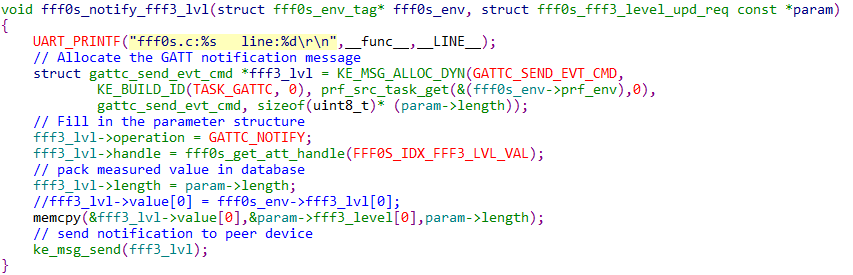 void fff0s_notify_fff3_lvl(struct fff0s_env_tag* fff0s_env, struct fff0s_fff3_level_upd_req const *param)
{
    UART_PRINTF("fff0s.c:%s   line:%d\r\n",__func__,__LINE__);
    // Allocate the GATT notification message
    struct gattc_send_evt_cmd *fff3_lvl = KE_MSG_ALLOC_DYN(GATTC_SEND_EVT_CMD,
            KE_BUILD_ID(TASK_GATTC, 0), prf_src_task_get(&(fff0s_env->prf_env),0),
            gattc_send_evt_cmd, sizeof(uint8_t)* (param->length));
    // Fill in the parameter structure
    fff3_lvl->operation = GATTC_NOTIFY;
    fff3_lvl->handle = fff0s_get_att_handle(FFF0S_IDX_FFF3_LVL_VAL);
    // pack measured value in database
    fff3_lvl->length = param->length;
    //fff3_lvl->value[0] = fff0s_env->fff3_lvl[0];
    memcpy(&fff3_lvl->value[0],&param->fff3_level[0],param->length);
    // send notification to peer device
    ke_msg_send(fff3_lvl);
}